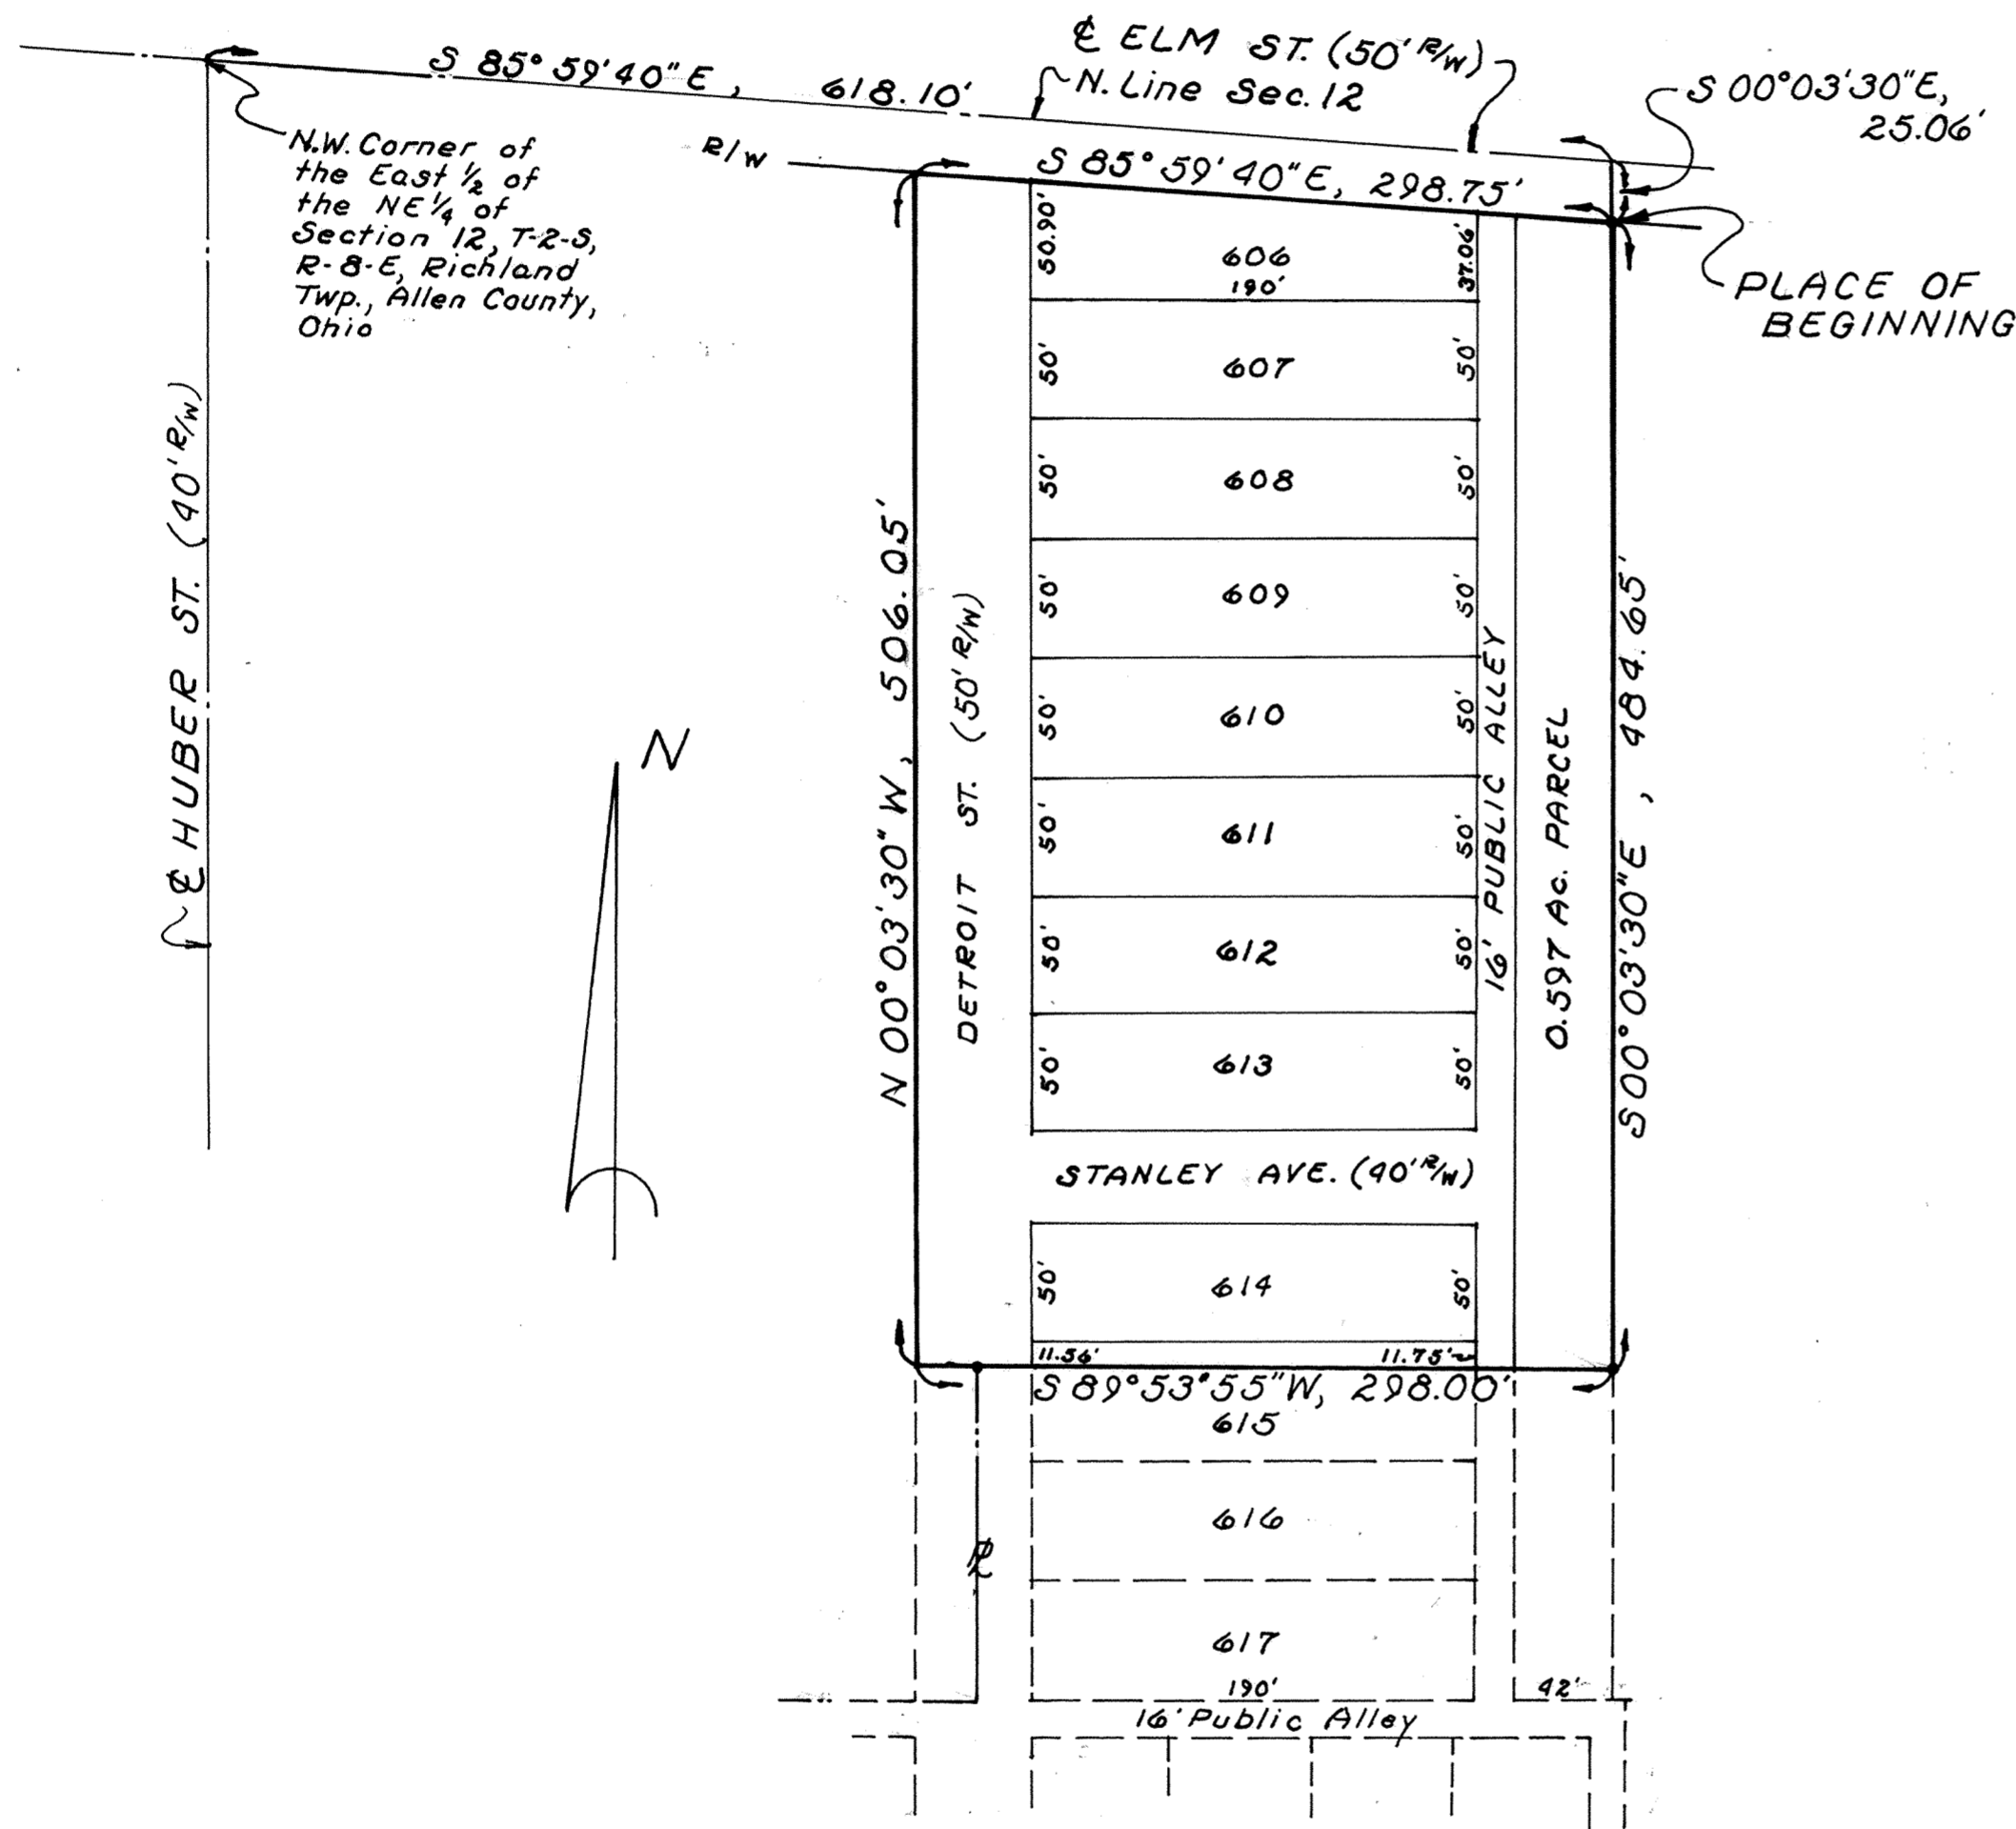 S 85° 59' 40" E, 618.10'
℄ ELM ST. (50' R/W)
N. Line Sec. 12
S 00° 03' 30" E,
25.06'
N.W. Corner of
the East 1/2 of
the NE 1/4 of
Section 12, T-2-S,
R-8-E, Richland
Twp., Allen County,
Ohio
R/W
S 85° 59' 40" E, 298.75'
PLACE OF
BEGINNING
50.90'
606
190'
37.06'
50'
607
50'
50'
608
50'
50'
609
50'
50'
610
50'
50'
611
50'
50'
612
50'
50'
613
50'
℄ HUBER ST. (40' R/W)
N
N 00° 03' 30" W, 506.05'
DETROIT ST. (50' R/W)
16' PUBLIC ALLEY
0.597 Ac. PARCEL
S 00° 03' 30" E, 484.65'
STANLEY AVE. (40' R/W)
50'
614
50'
11.56'
11.75'
S 89° 53' 55" W, 298.00'
615
616
617
190'
42'
16' Public Alley